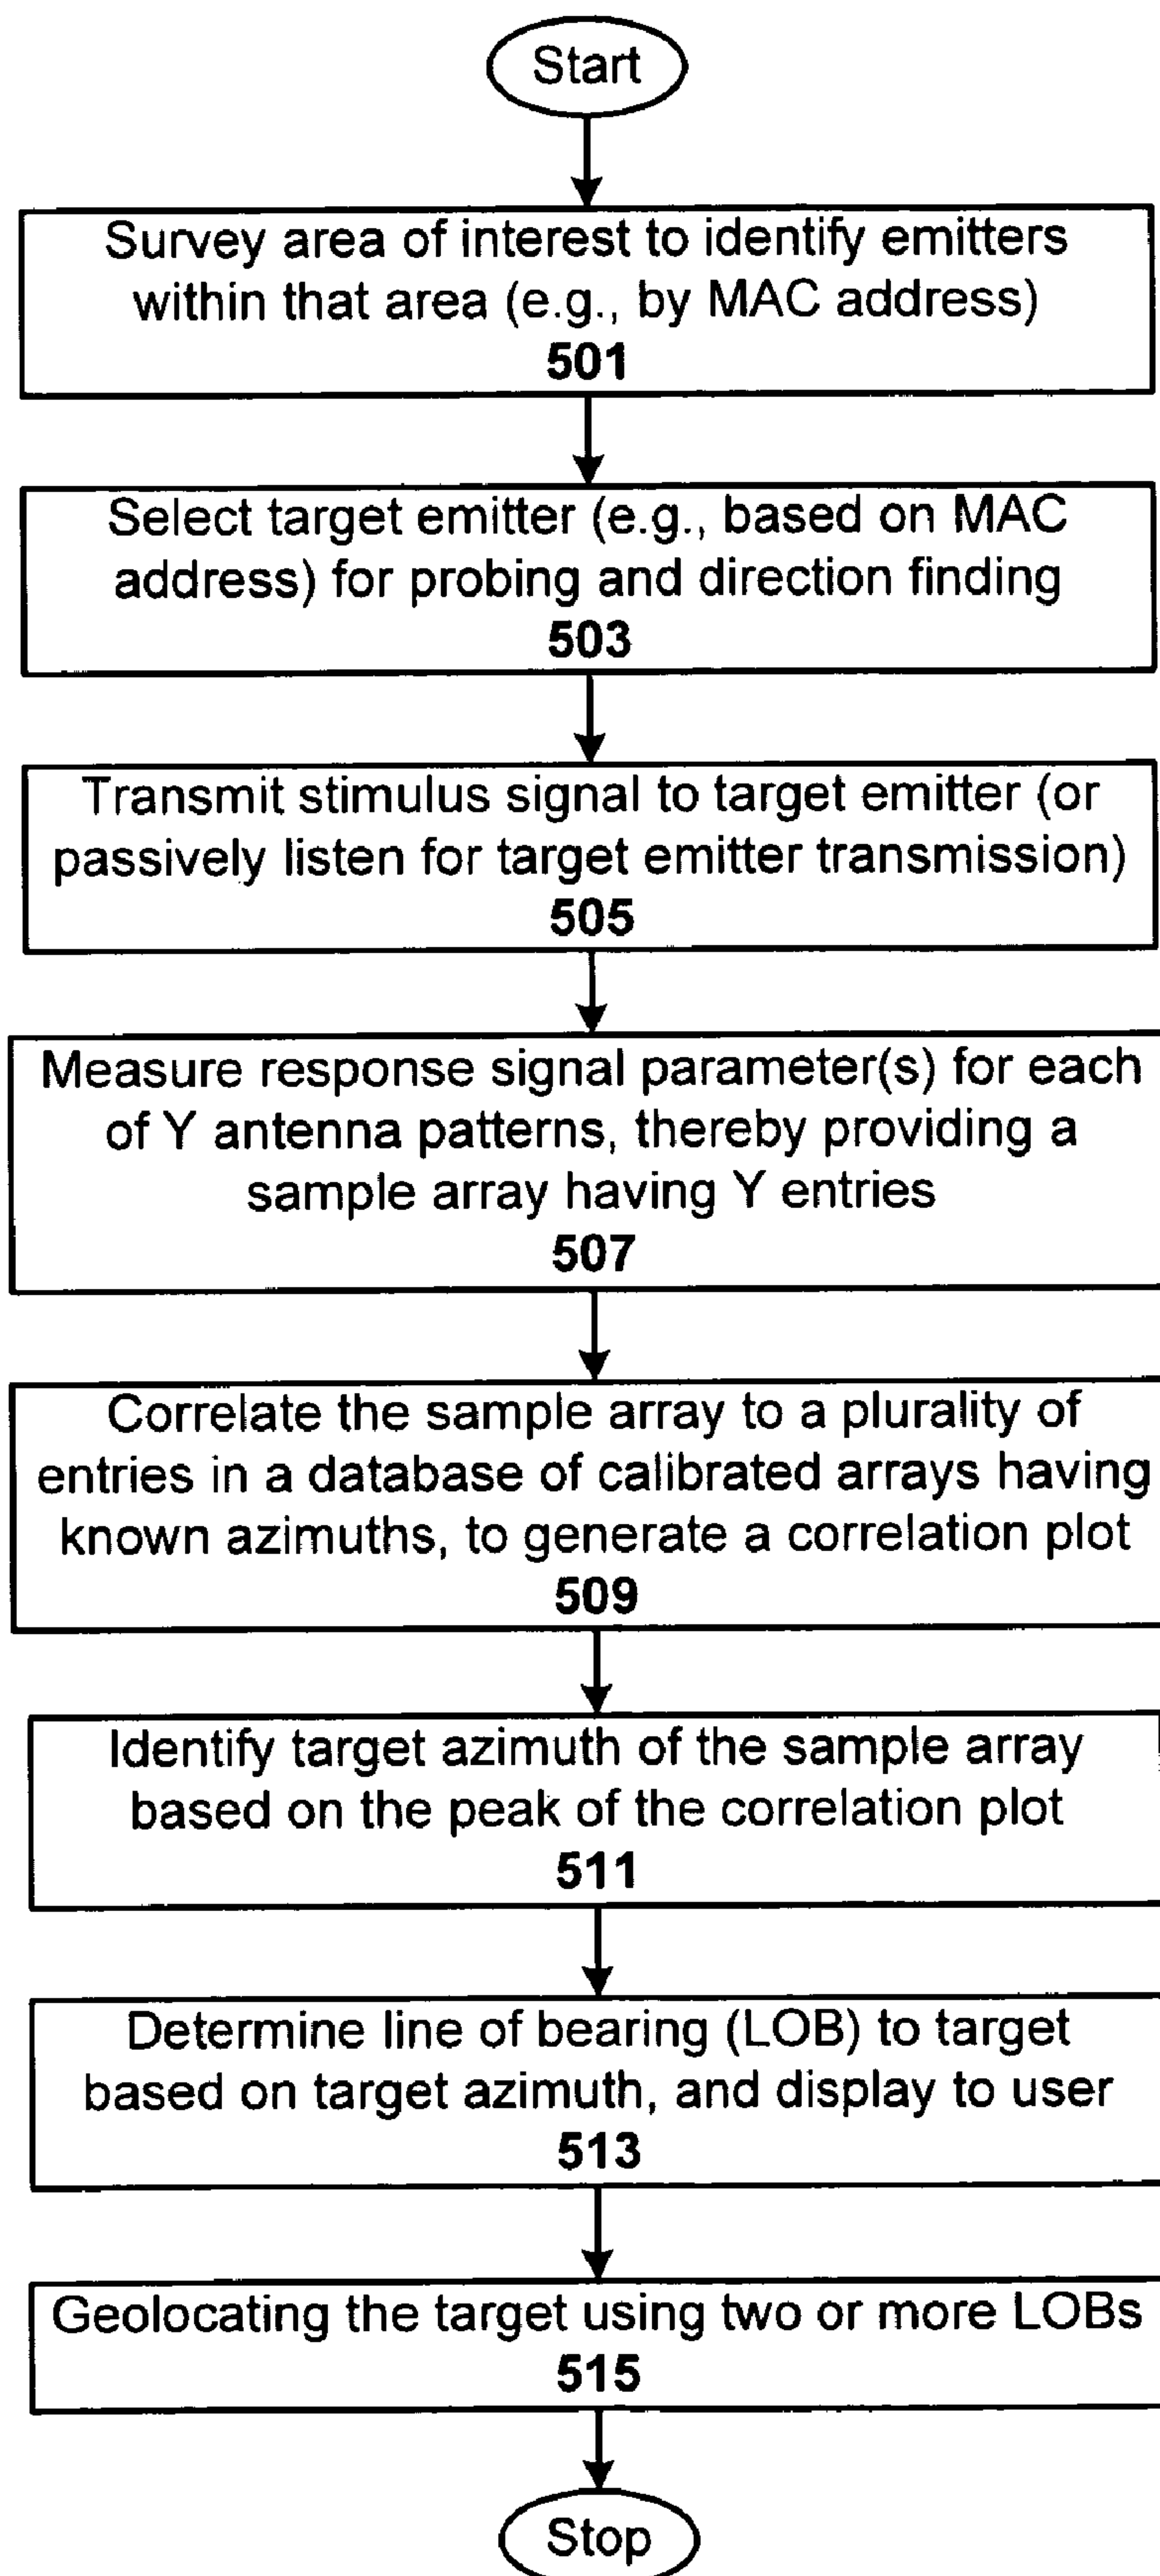 Start
Survey area of interest to identify emitters
within that area (e.g., by MAC address)
501
Select target emitter (e.g., based on MAC
address) for probing and direction finding
503
Transmit stimulus signal to target emitter (or
passively listen for target emitter transmission)
505
Measure response signal parameter(s) for each
of Y antenna patterns, thereby providing a
sample array having Y entries
507
Correlate the sample array to a plurality of
entries in a database of calibrated arrays having
known azimuths, to generate a correlation plot
509
Identify target azimuth of the sample array
based on the peak of the correlation plot
511
Determine line of bearing (LOB) to target
based on target azimuth, and display to user
513
Geolocating the target using two or more LOBs
515
Stop